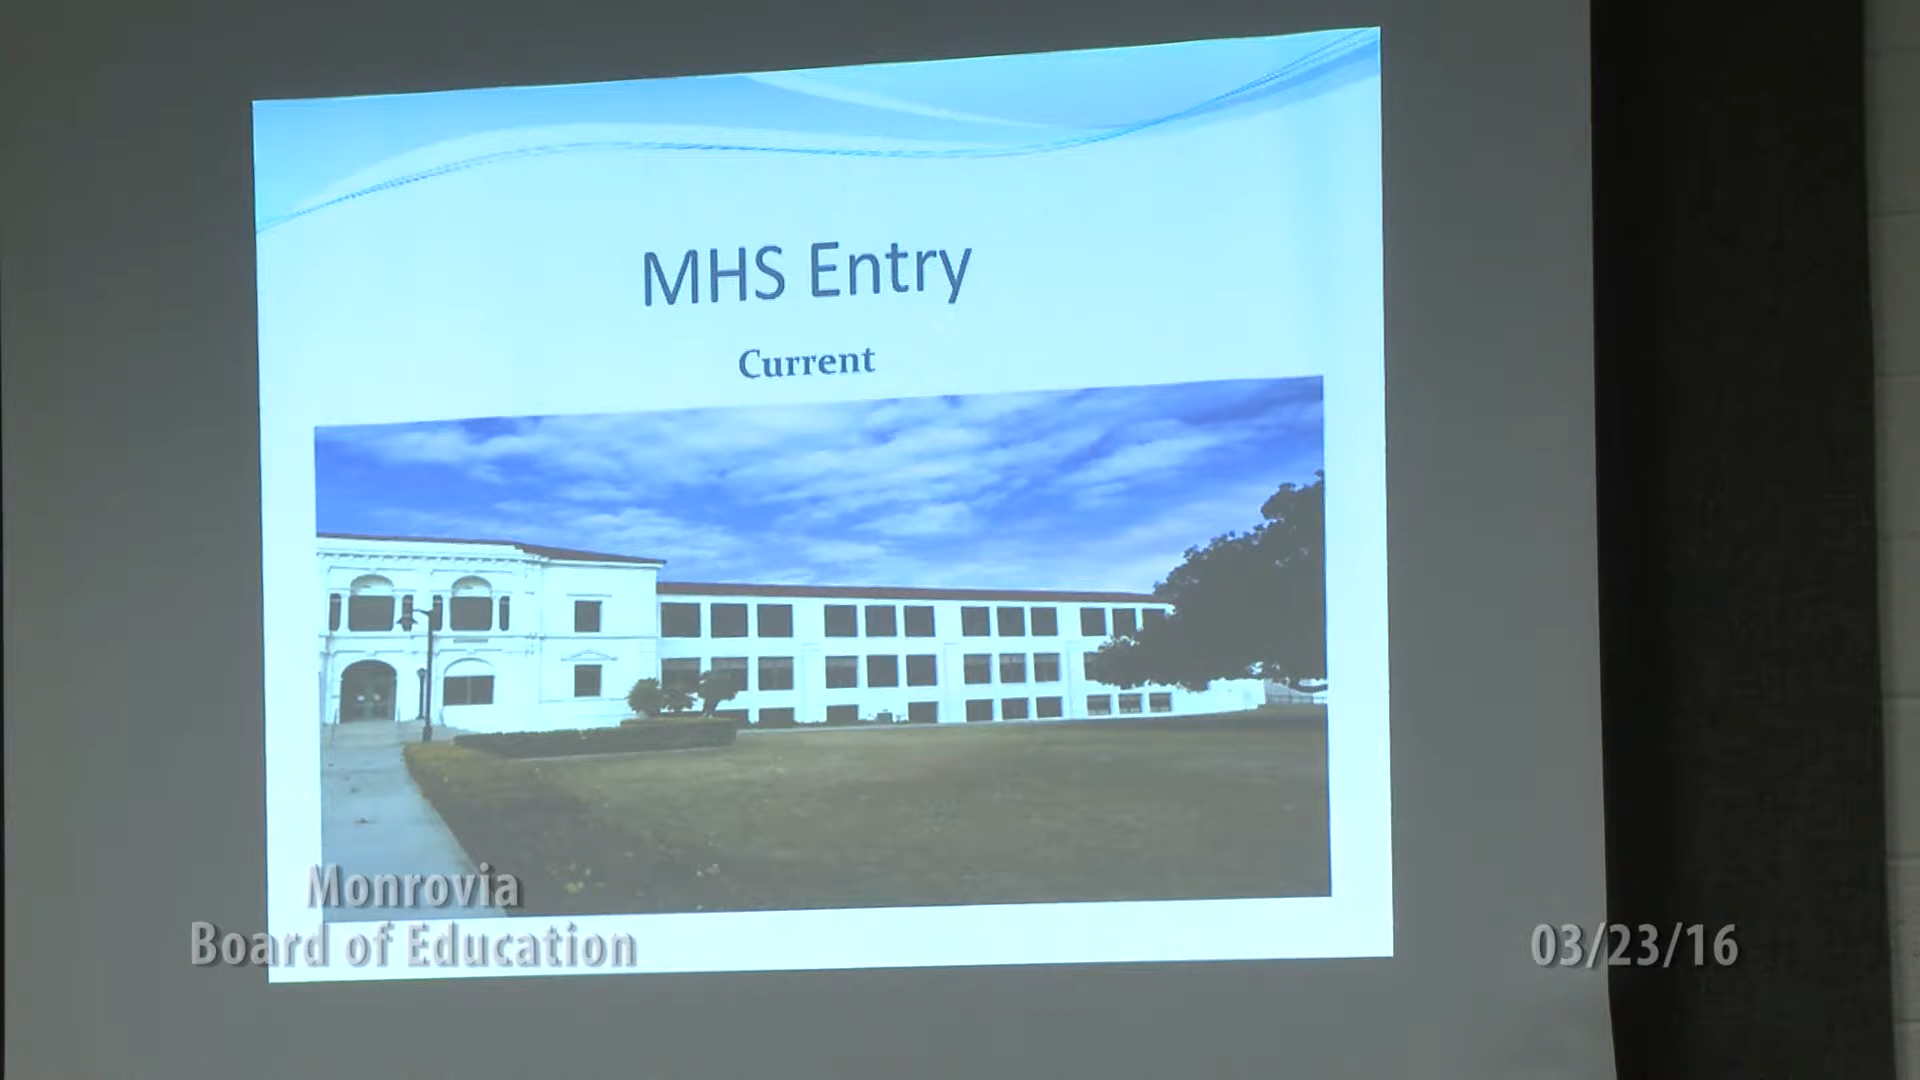 MHS Entry
Current
Monrovia
Board of Education
03/23/16